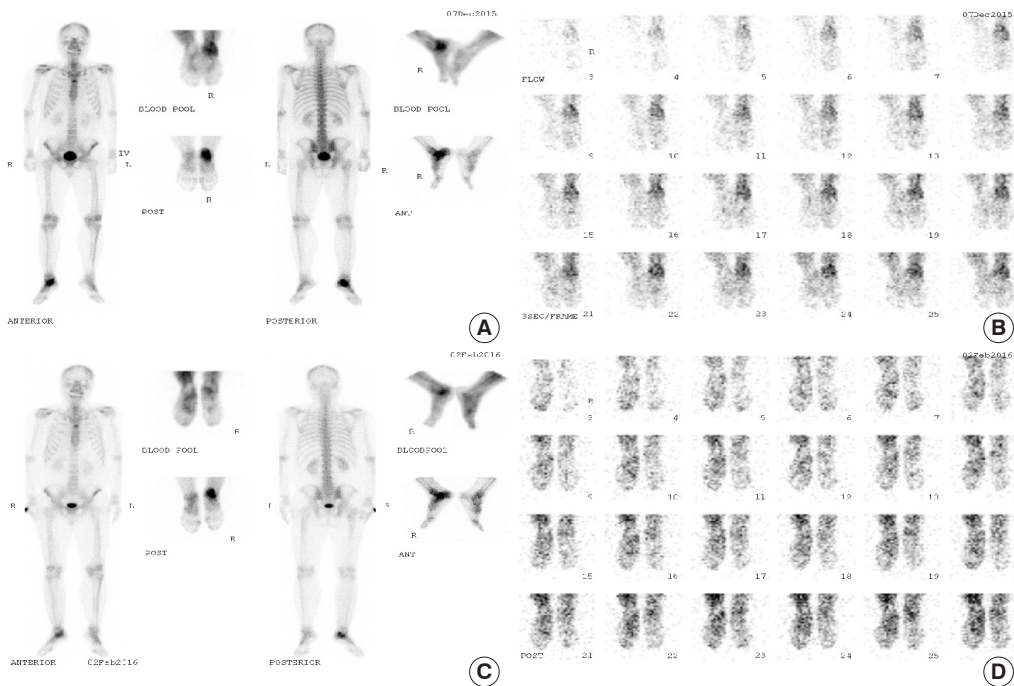 07Dec2015
R
BLOOD POOL
R
BLOOD POOL
R
IV
L
L
R
R
R
POST
ANT
ANTERIOR
POSTERIOR
A
07Dec2015
R
FLOW
3
4
5
6
7
9
10
11
12
13
15
16
17
18
19
3SEC/FRAME
21
22
23
24
25
B
02Feb2016
R
BLOOD POOL
R
BLOODPOOL
R
L
R
POST
R
ANT
ANTERIOR
02Feb2016
POSTERIOR
C
02Feb2016
R
3
4
5
6
7
9
10
11
12
13
15
16
17
18
19
POST
21
22
23
24
25
D